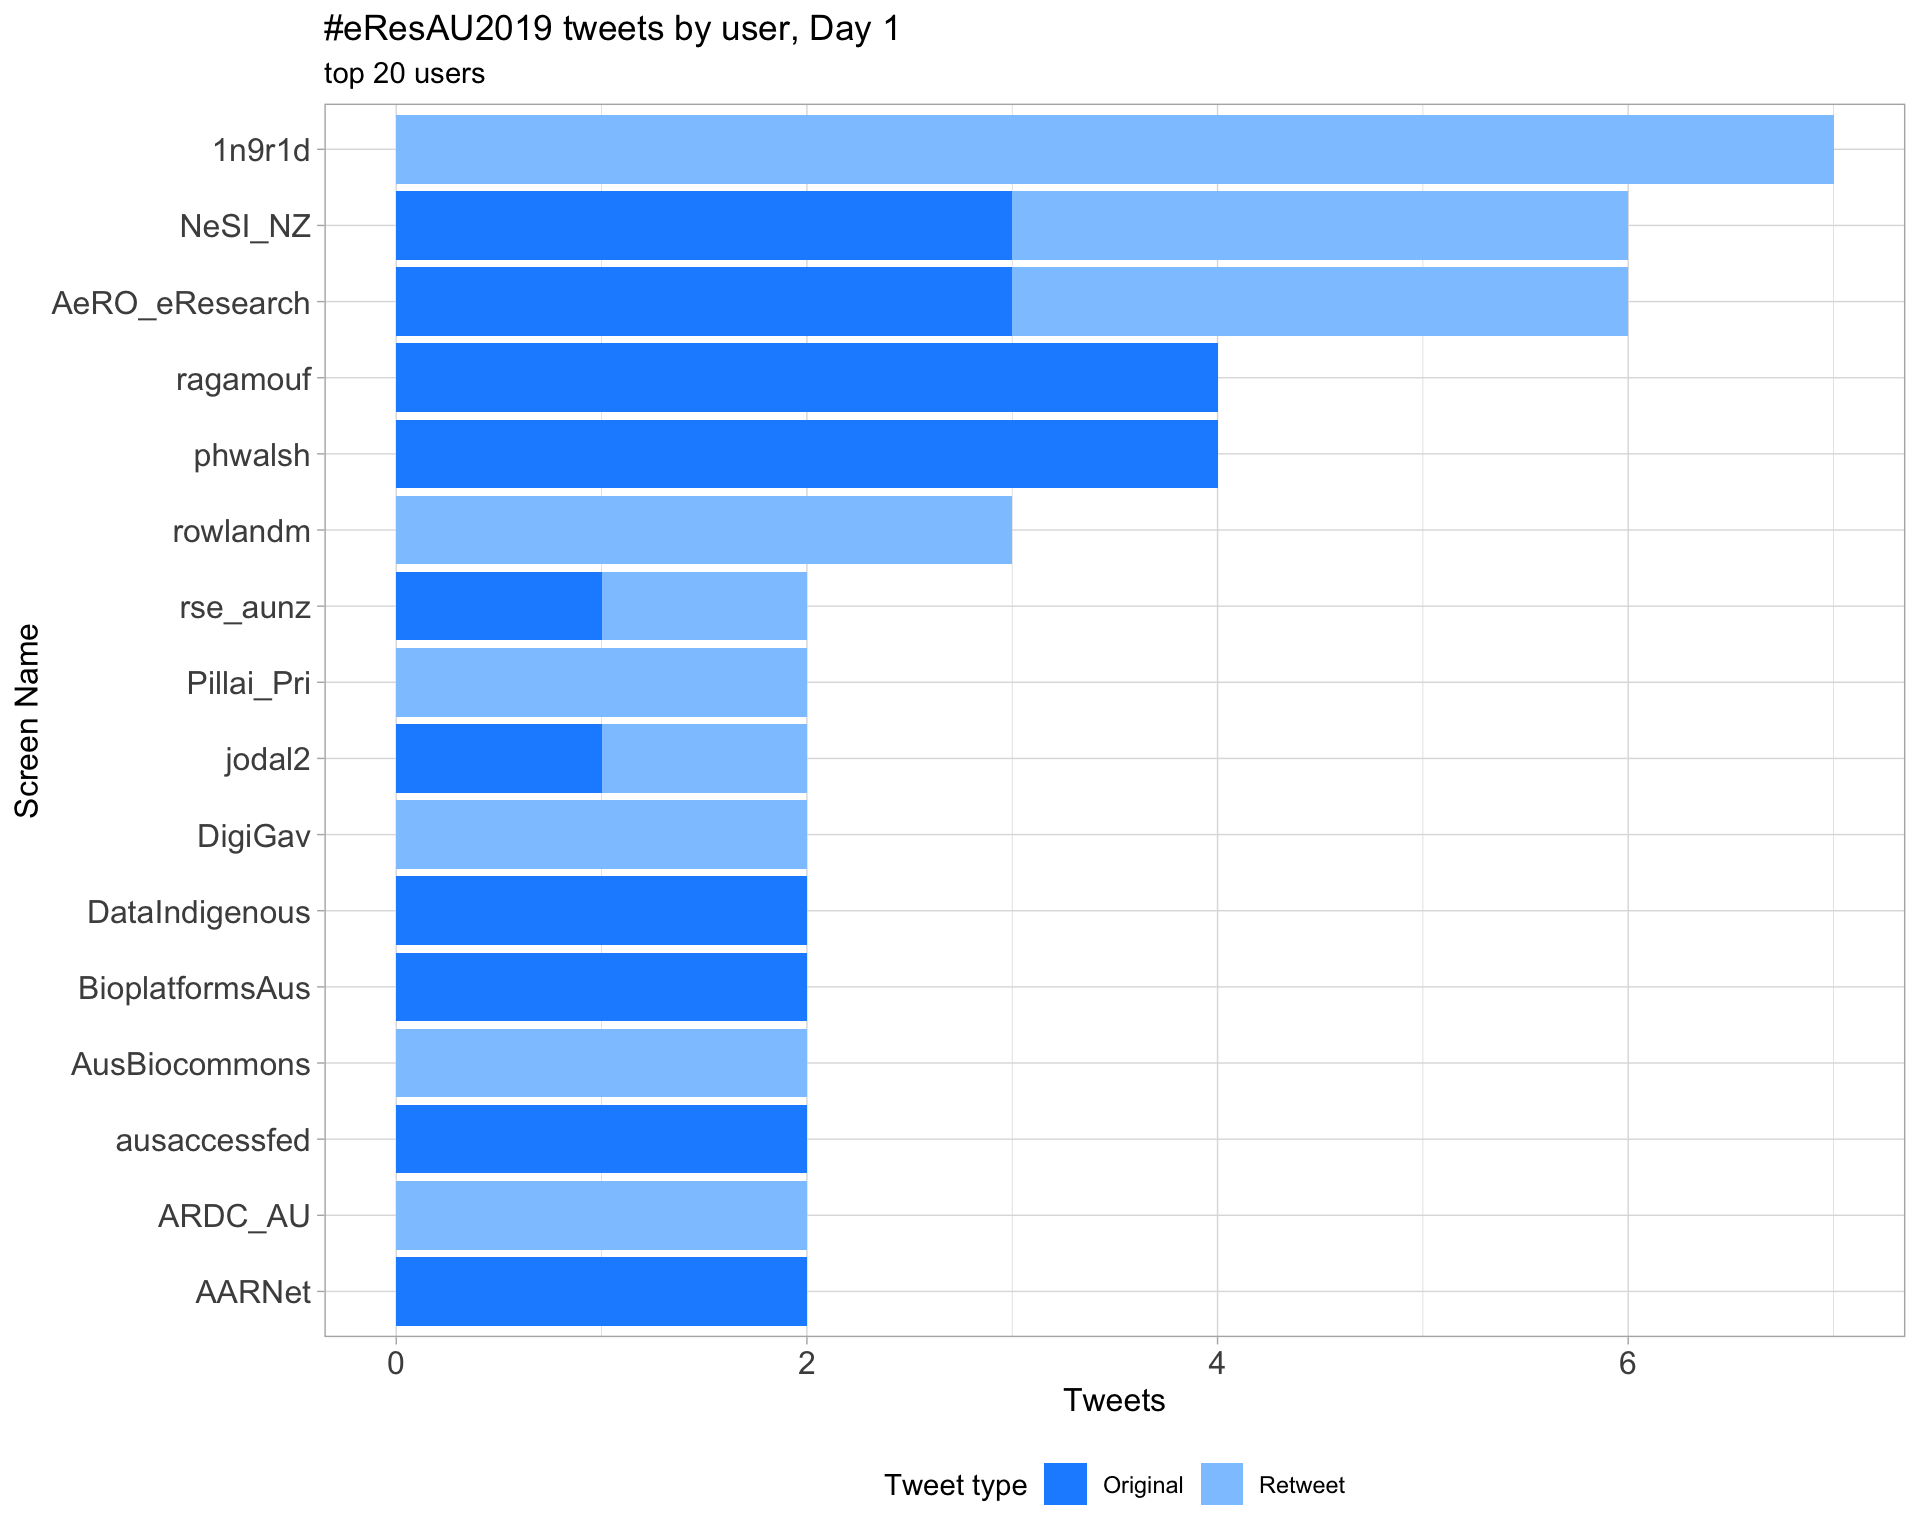 #eResAU2019 tweets by user, Day 1
top 20 users
Screen Name
1n9r1d
NeSI_NZ
AeRO_eResearch
ragamouf
phwalsh
rowlandm
rse_aunz
Pillai_Pri
jodal2
DigiGav
DataIndigenous
BioplatformsAus
AusBiocommons
ausaccessfed
ARDC_AU
AARNet
0 2 4 6
Tweets
Tweet type Original Retweet